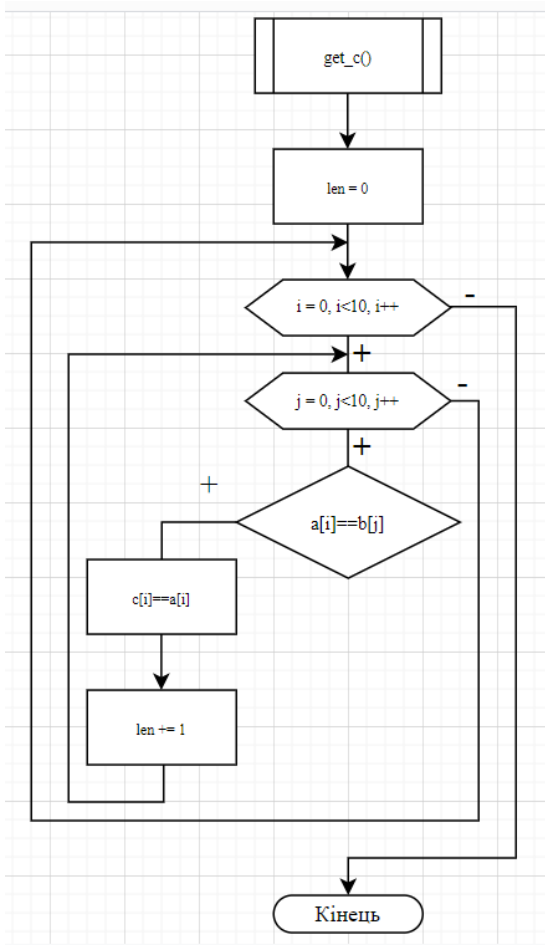 get_c()
len = 0
i = 0, i<10, i++
-
+
j = 0, j<10, j++
-
+
a[i]==b[j]
+
c[i]==a[i]
len += 1
Кінець